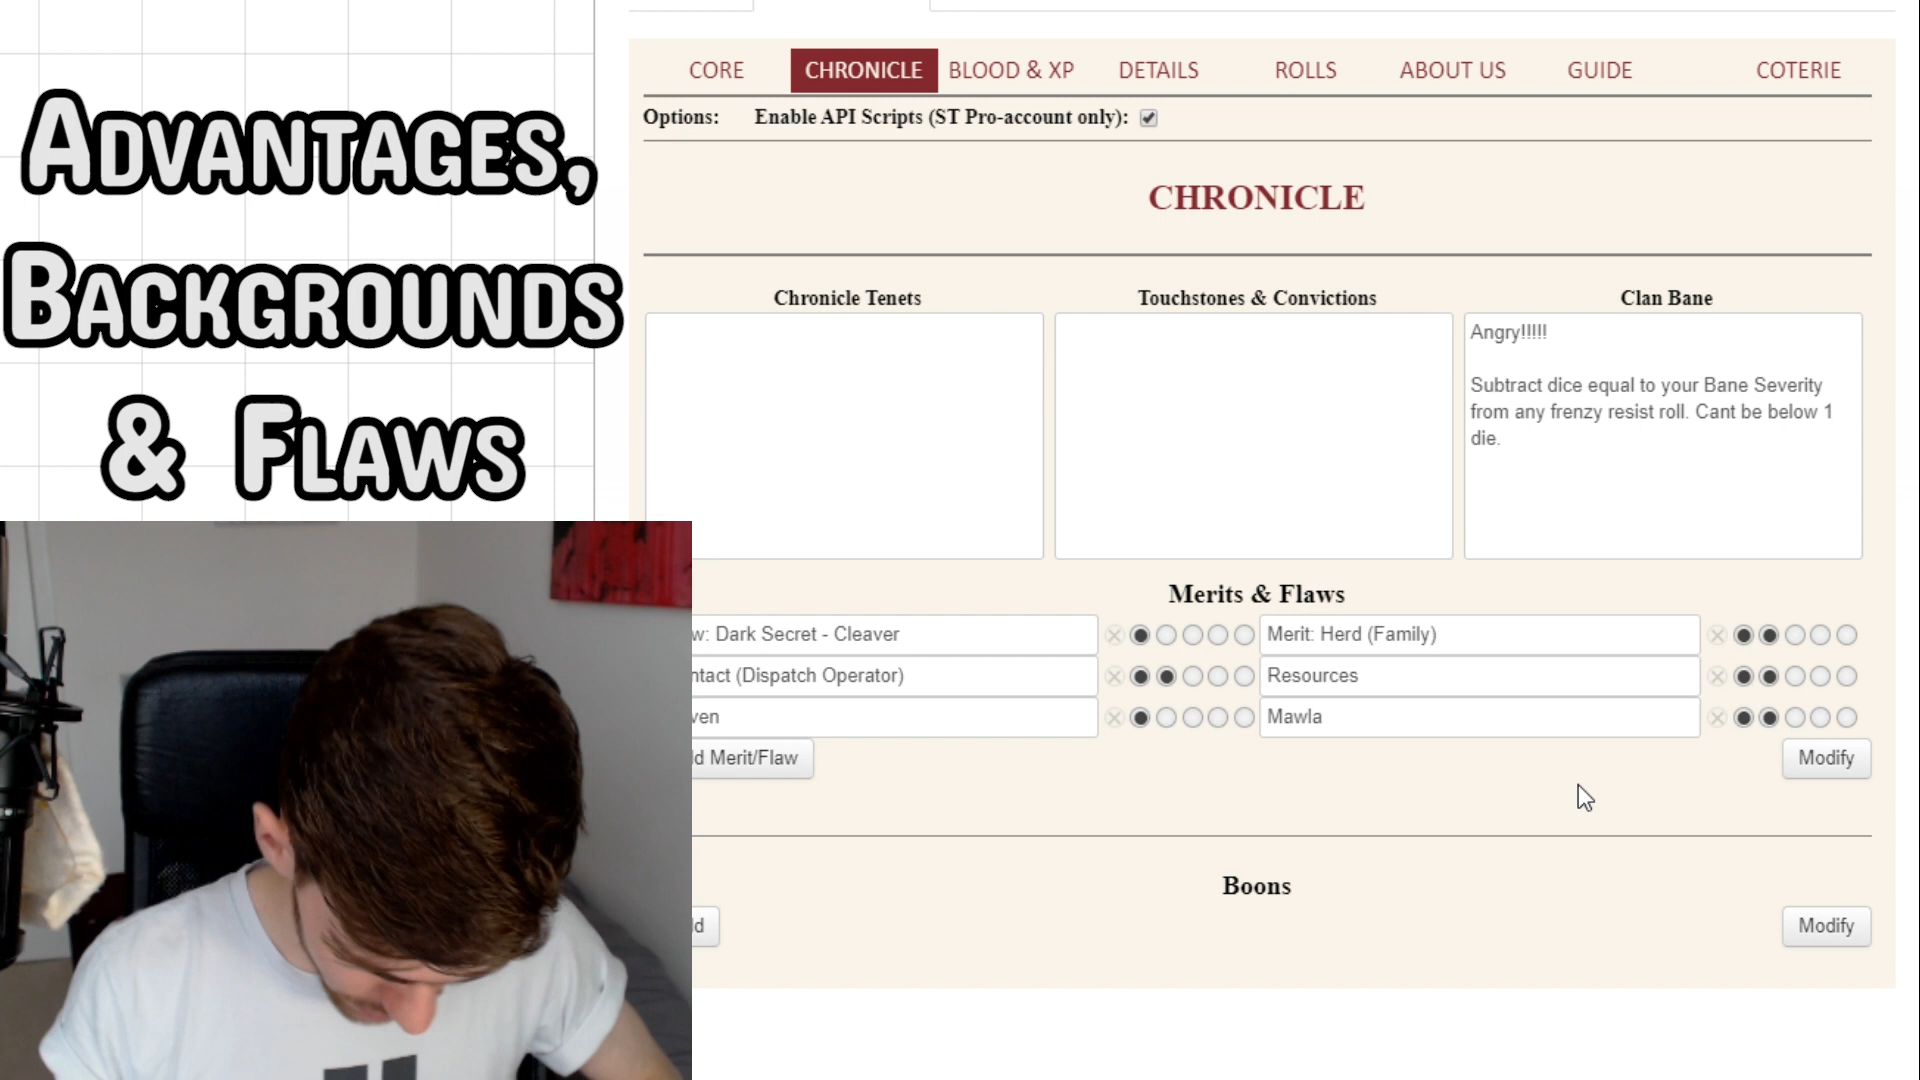 Advantages,
Backgrounds
& Flaws
CORE CHRONICLE BLOOD & XP DETAILS ROLLS ABOUT US GUIDE COTERIE
Options: Enable API Scripts (ST Pro-account only):
CHRONICLE
Chronicle Tenets Touchstones & Convictions Clan Bane
Angry!!!!!
Subtract dice equal to your Bane Severity
from any frenzy resist roll. Cant be below 1
die.
Merits & Flaws
w: Dark Secret - Cleaver Merit: Herd (Family)
ntact (Dispatch Operator) Resources
ven Mawla
d Merit/Flaw Modify
Boons
d Modify